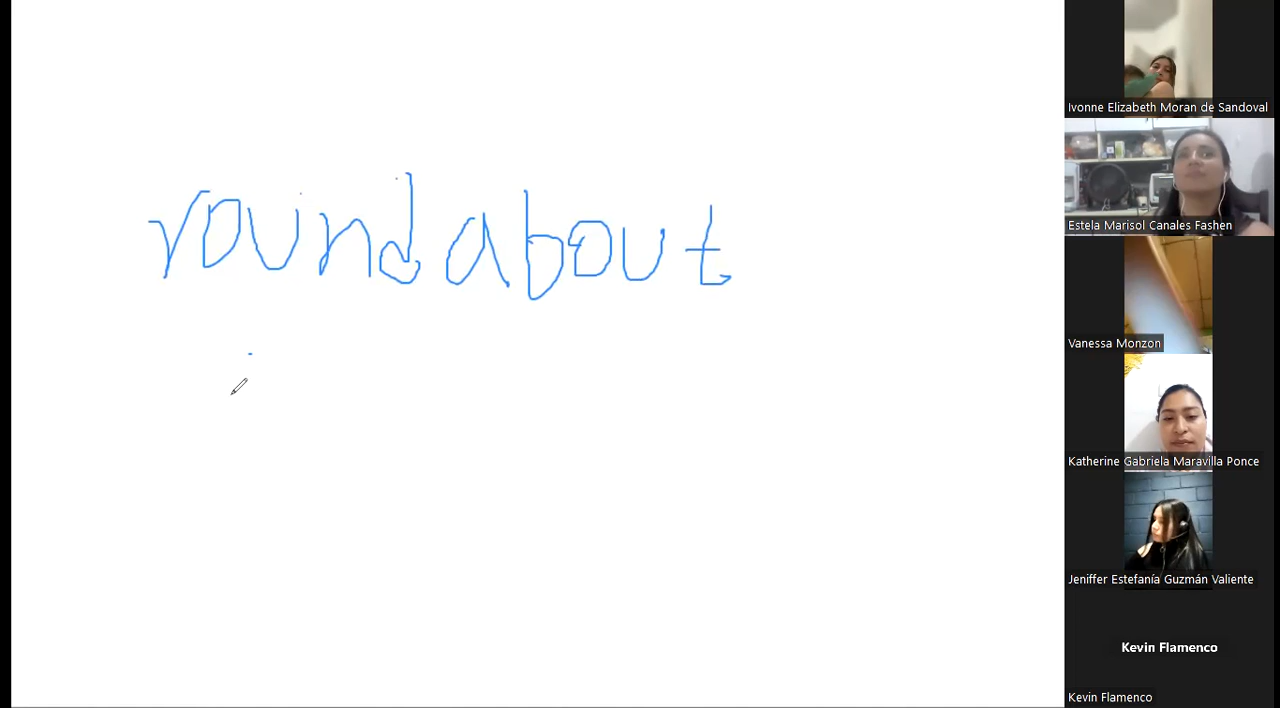 roundabout
Ivonne Elizabeth Moran de Sandoval
Estela Marisol Canales Fashen
Vanessa Monzon
Katherine Gabriela Maravilla Ponce
Jeniffer Estefanía Guzmán Valiente
Kevin Flamenco
Kevin Flamenco